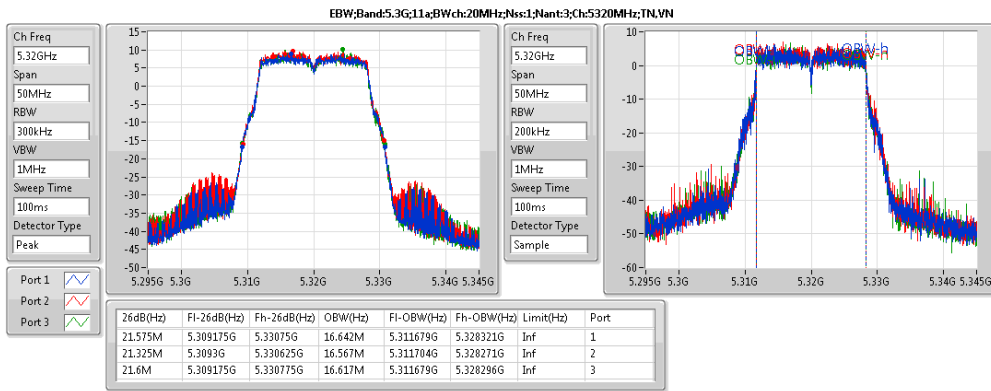 EBW;Band:5.3G;11a;BWch:20MHz;Nss:1;Nant:3;Ch:5320MHz;TN,VN
Ch Freq
5.32GHz
Span
50MHz
RBW
300kHz
VBW
1MHz
Sweep Time
100ms
Detector Type
Peak
15
10
5
0
-5
-10
-15
-20
-25
-30
-35
-40
-45
-50
5.295G 5.3G 5.31G 5.32G 5.33G 5.34G 5.345G
Ch Freq
5.32GHz
Span
50MHz
RBW
200kHz
VBW
1MHz
Sweep Time
100ms
Detector Type
Sample
10
0
-10
-20
-30
-40
-50
-60
OBW-h
5.295G 5.3G 5.31G 5.32G 5.33G 5.34G 5.345G
Port 1
Port 2
Port 3
26dB(Hz) Fl-26dB(Hz) Fh-26dB(Hz) OBW(Hz) Fl-OBW(Hz) Fh-OBW(Hz) Limit(Hz) Port
21.575M 5.309175G 5.33075G 16.642M 5.311679G 5.328321G Inf 1
21.325M 5.3093G 5.330625G 16.567M 5.311704G 5.328271G Inf 2
21.6M 5.309175G 5.330775G 16.617M 5.311679G 5.328296G Inf 3